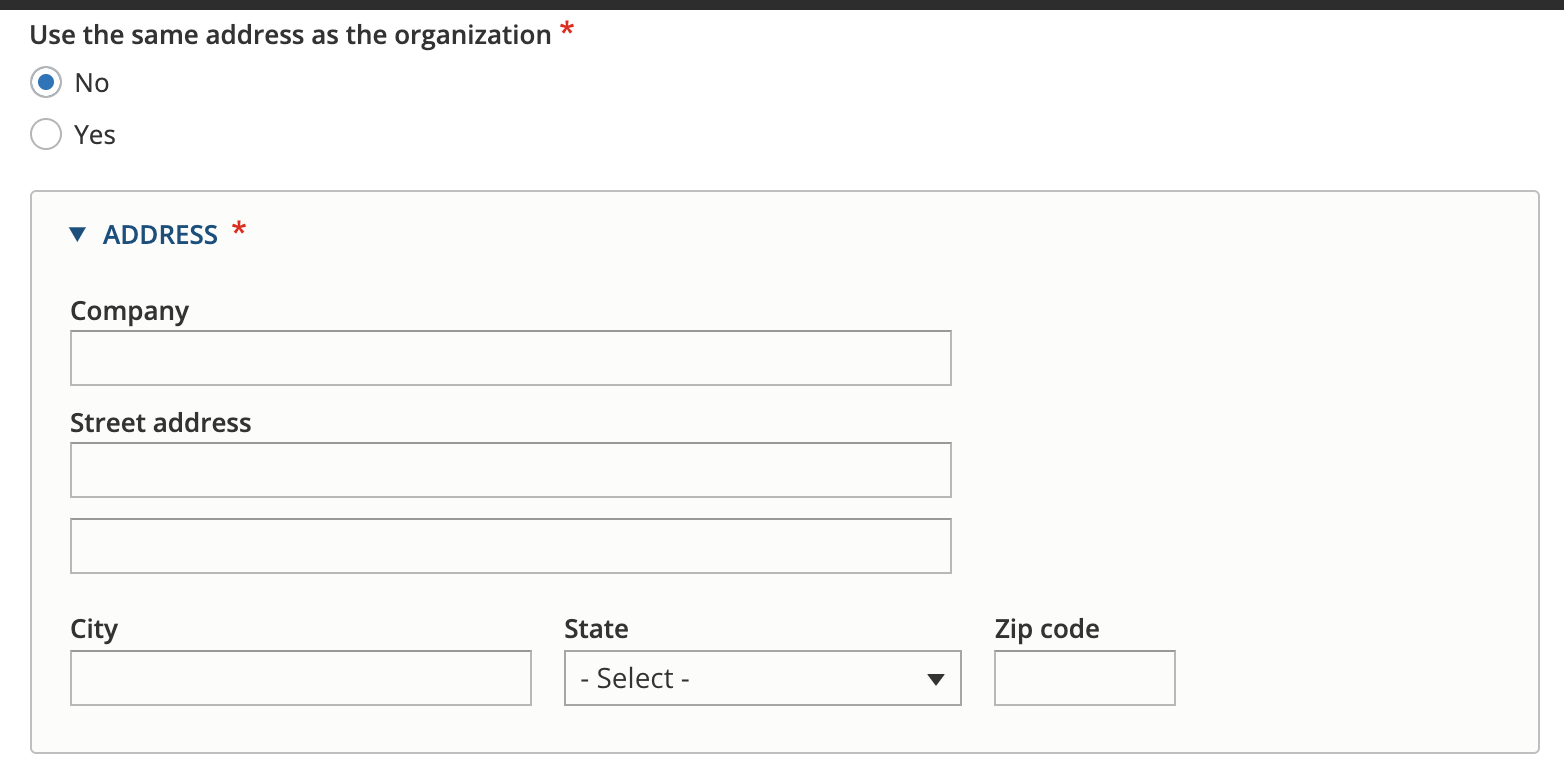 Use the same address as the organization *
No
Yes
ADDRESS *
Company
Street address
City State Zip code
- Select -